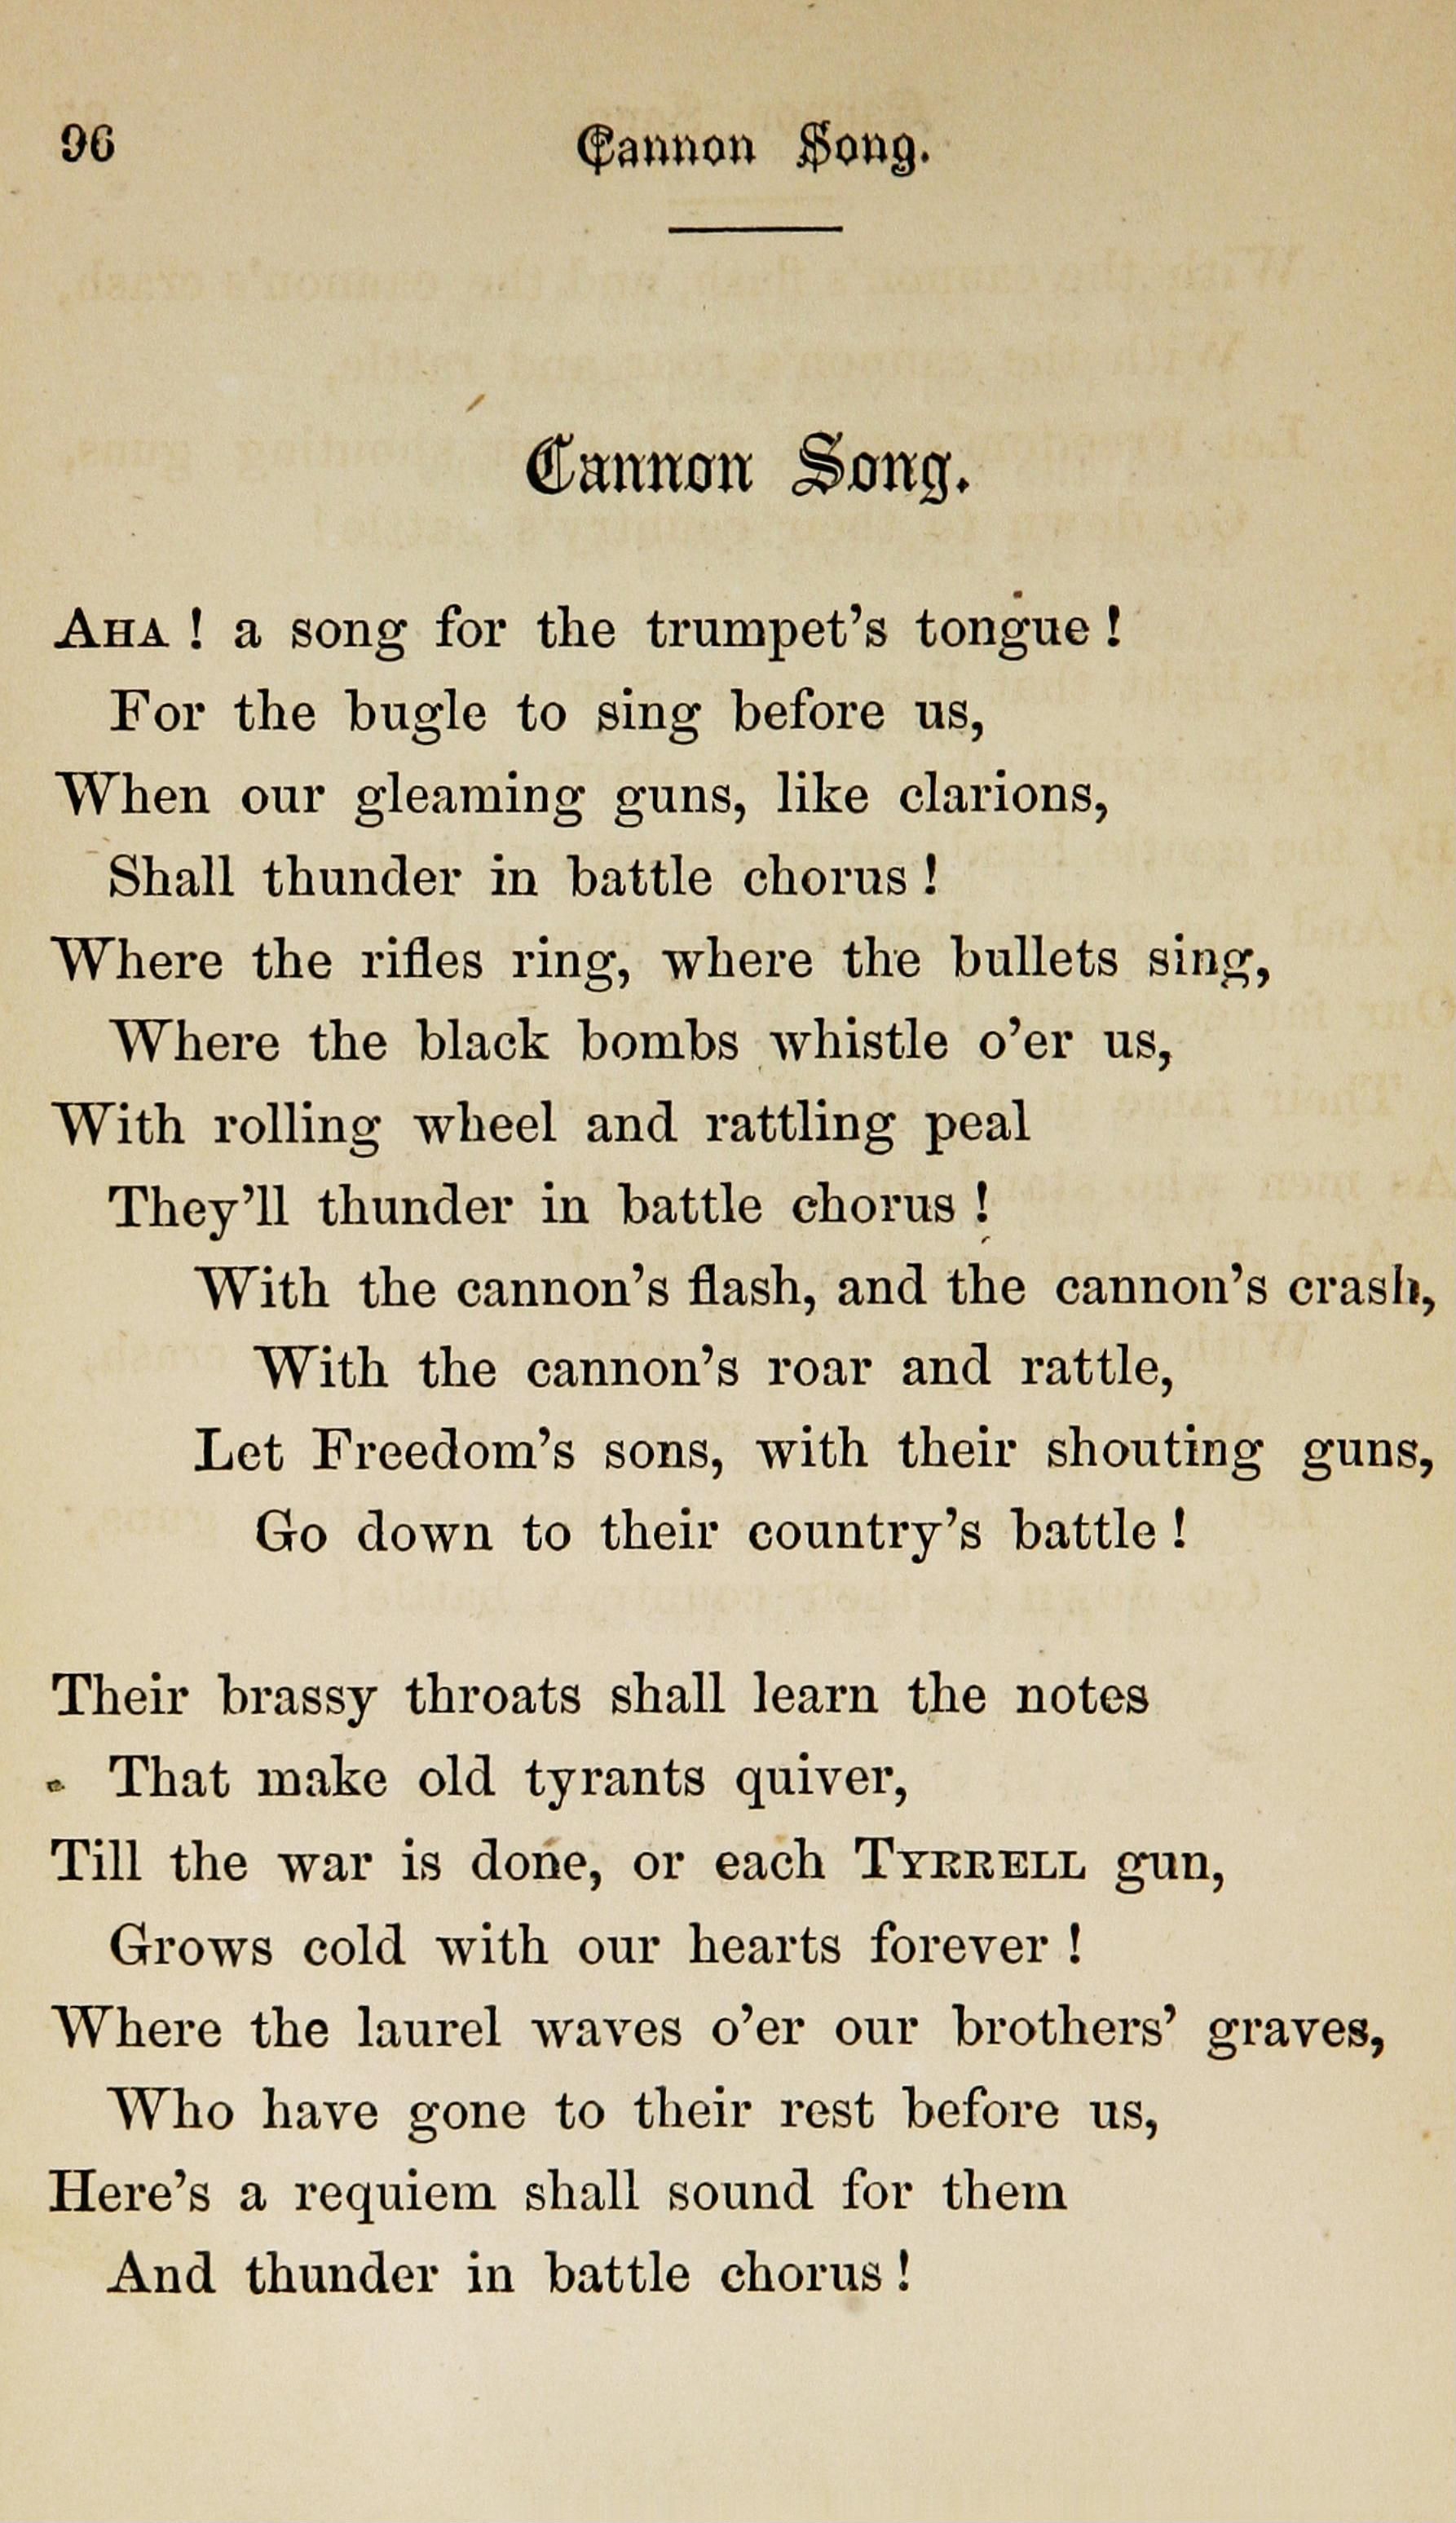 96 Cannon Song.
Cannon Song.
AHA ! a song for the trumpet's tongue !
For the bugle to sing before us,
When our gleaming guns, like clarions,
Shall thunder in battle chorus !
Where the rifles ring, where the bullets sing,
Where the black bombs whistle o'er us,
With rolling wheel and rattling peal
They'll thunder in battle chorus !
With the cannon's flash, and the cannon's crash,
With the cannon's roar and rattle,
Let Freedom's sons, with their shouting guns,
Go down to their country's battle !
Their brassy throats shall learn the notes
That make old tyrants quiver,
Till the war is done, or each TYRRELL gun,
Grows cold with our hearts forever !
Where the laurel waves o'er our brothers' graves,
Who have gone to their rest before us,
Here's a requiem shall sound for them
And thunder in battle chorus !